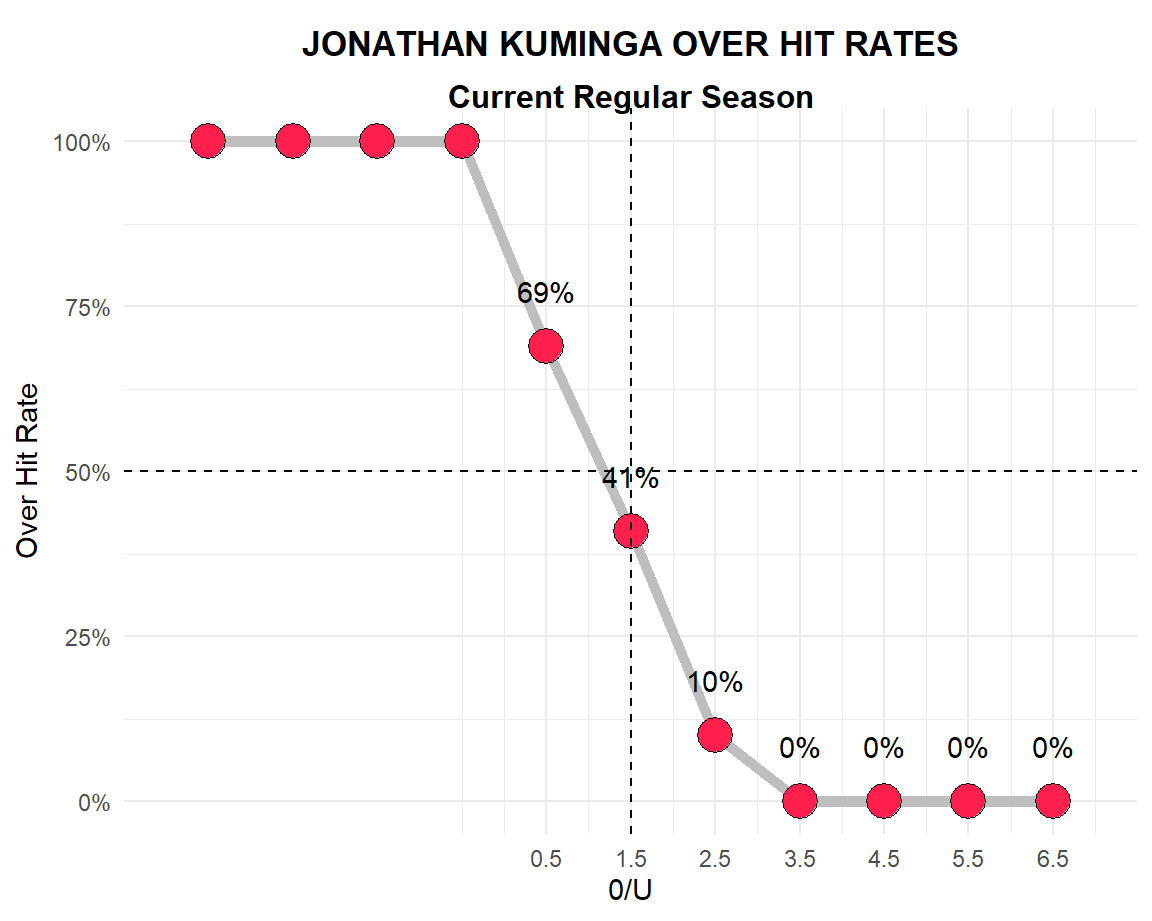 JONATHAN KUMINGA OVER HIT RATES
Current Regular Season
100%
75%
50%
25%
0%
Over Hit Rate
69%
41%
10%
0% 0% 0% 0%
0.5 1.5 2.5 3.5 4.5 5.5 6.5
0/U